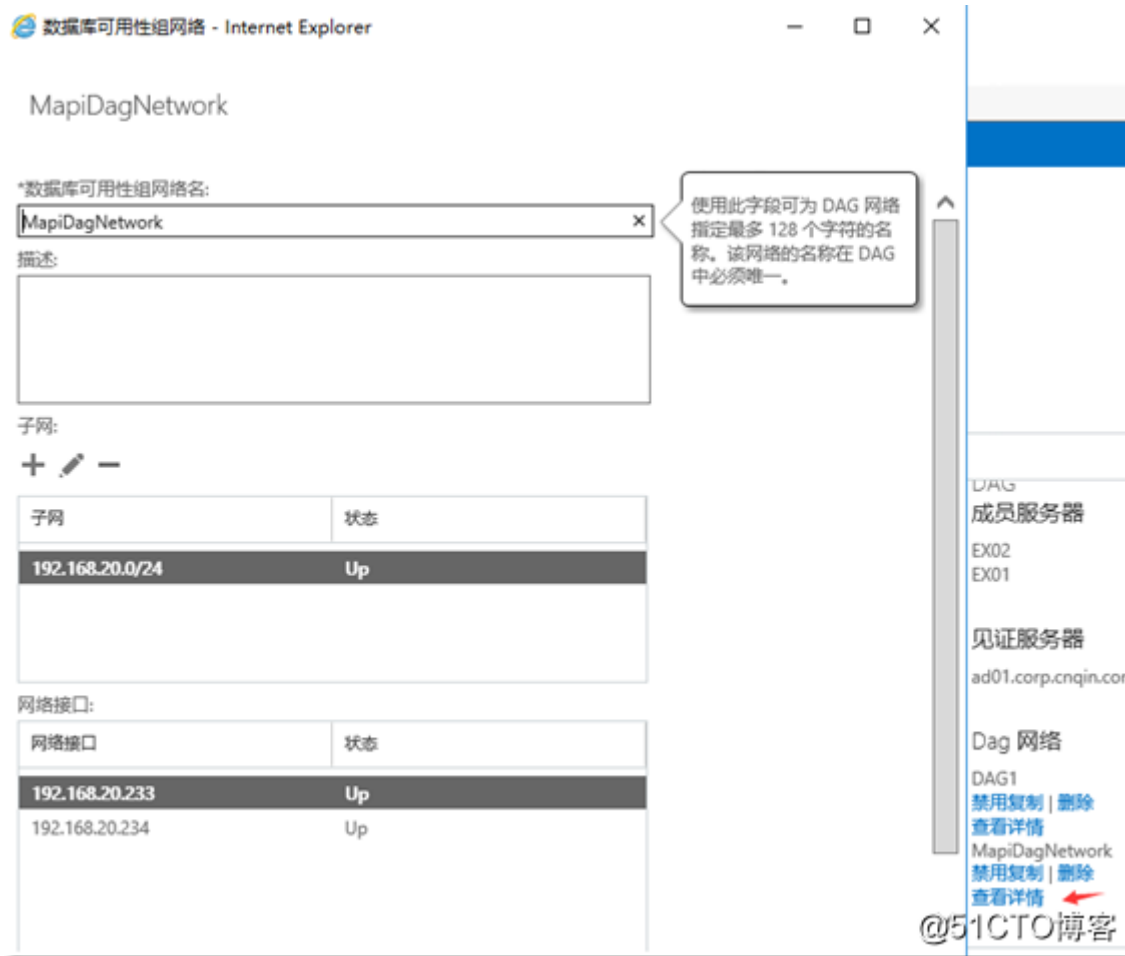 数据库可用性组网络 - Internet Explorer
MapiDagNetwork
*数据库可用性组网络名:
MapiDagNetwork
使用此字段可为 DAG 网络
指定最多 128 个字符的名
称。该网络的名称在 DAG
中必须唯一。
描述:
子网:
子网 状态
192.168.20.0/24 Up
网络接口:
网络接口 状态
192.168.20.233 Up
192.168.20.234 Up
DAG
成员服务器
EX02
EX01
见证服务器
ad01.corp.cnqin.cor
Dag 网络
DAG1
禁用复制 | 删除
查看详情
MapiDagNetwork
禁用复制 | 删除
查看详情
@51CTO博客